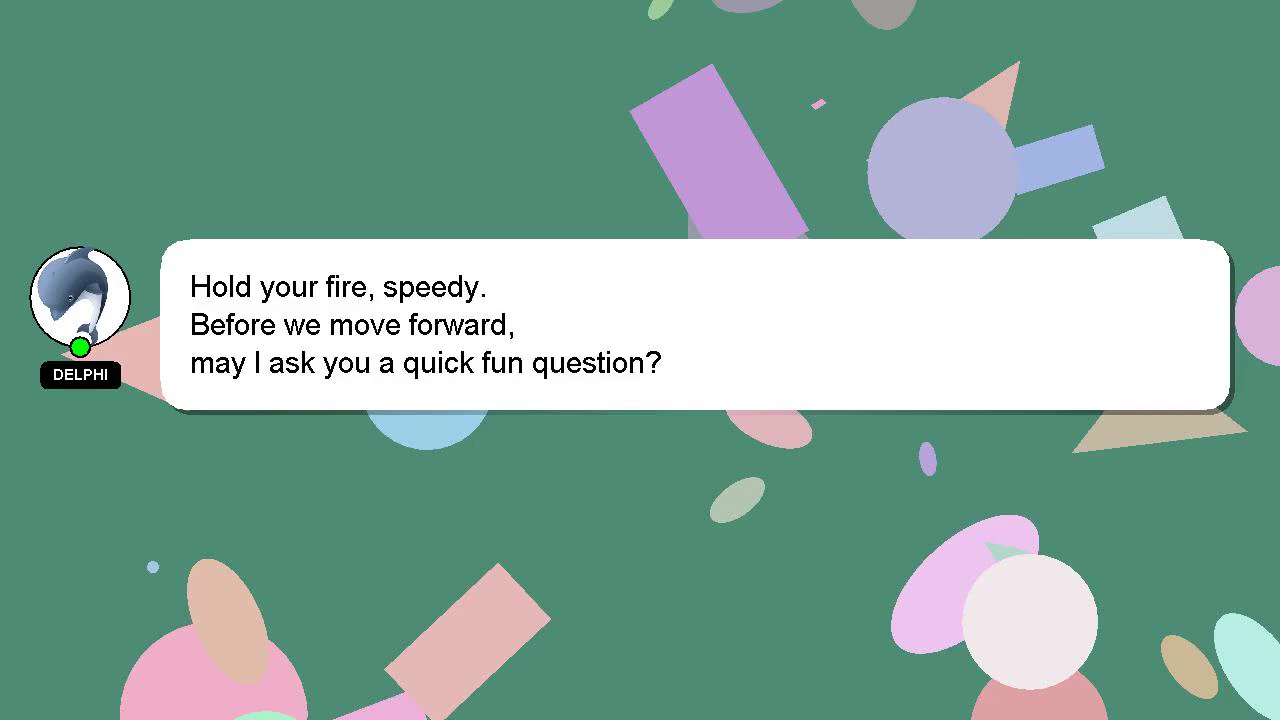 Hold your fire, speedy.
Before we move forward,
may I ask you a quick fun question?
DELPHI